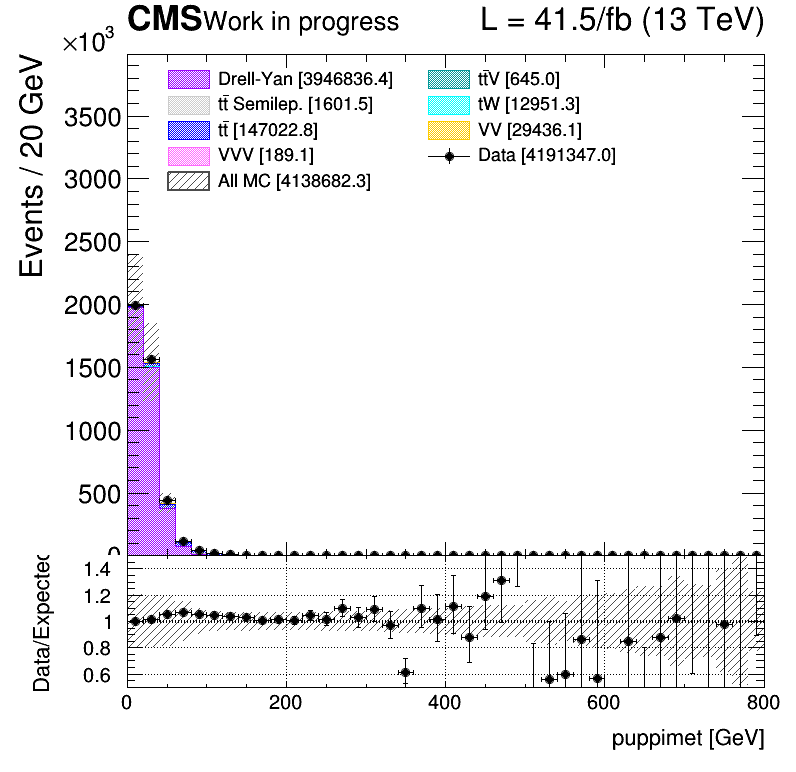 CMS Work in progress L = 41.5/fb (13 TeV)
×10³
Drell-Yan [3946836.4] tt̄V [645.0]
tt̄ Semilep. [1601.5] tW [12951.3]
tt̄ [147022.8] VV [29436.1]
VVV [189.1] Data [4191347.0]
All MC [4138682.3]
Events / 20 GeV
3500
3000
2500
2000
1500
1000
500
0
Data/Expected
1.4
1.2
1
0.8
0.6
0 200 400 600 800
puppimet [GeV]